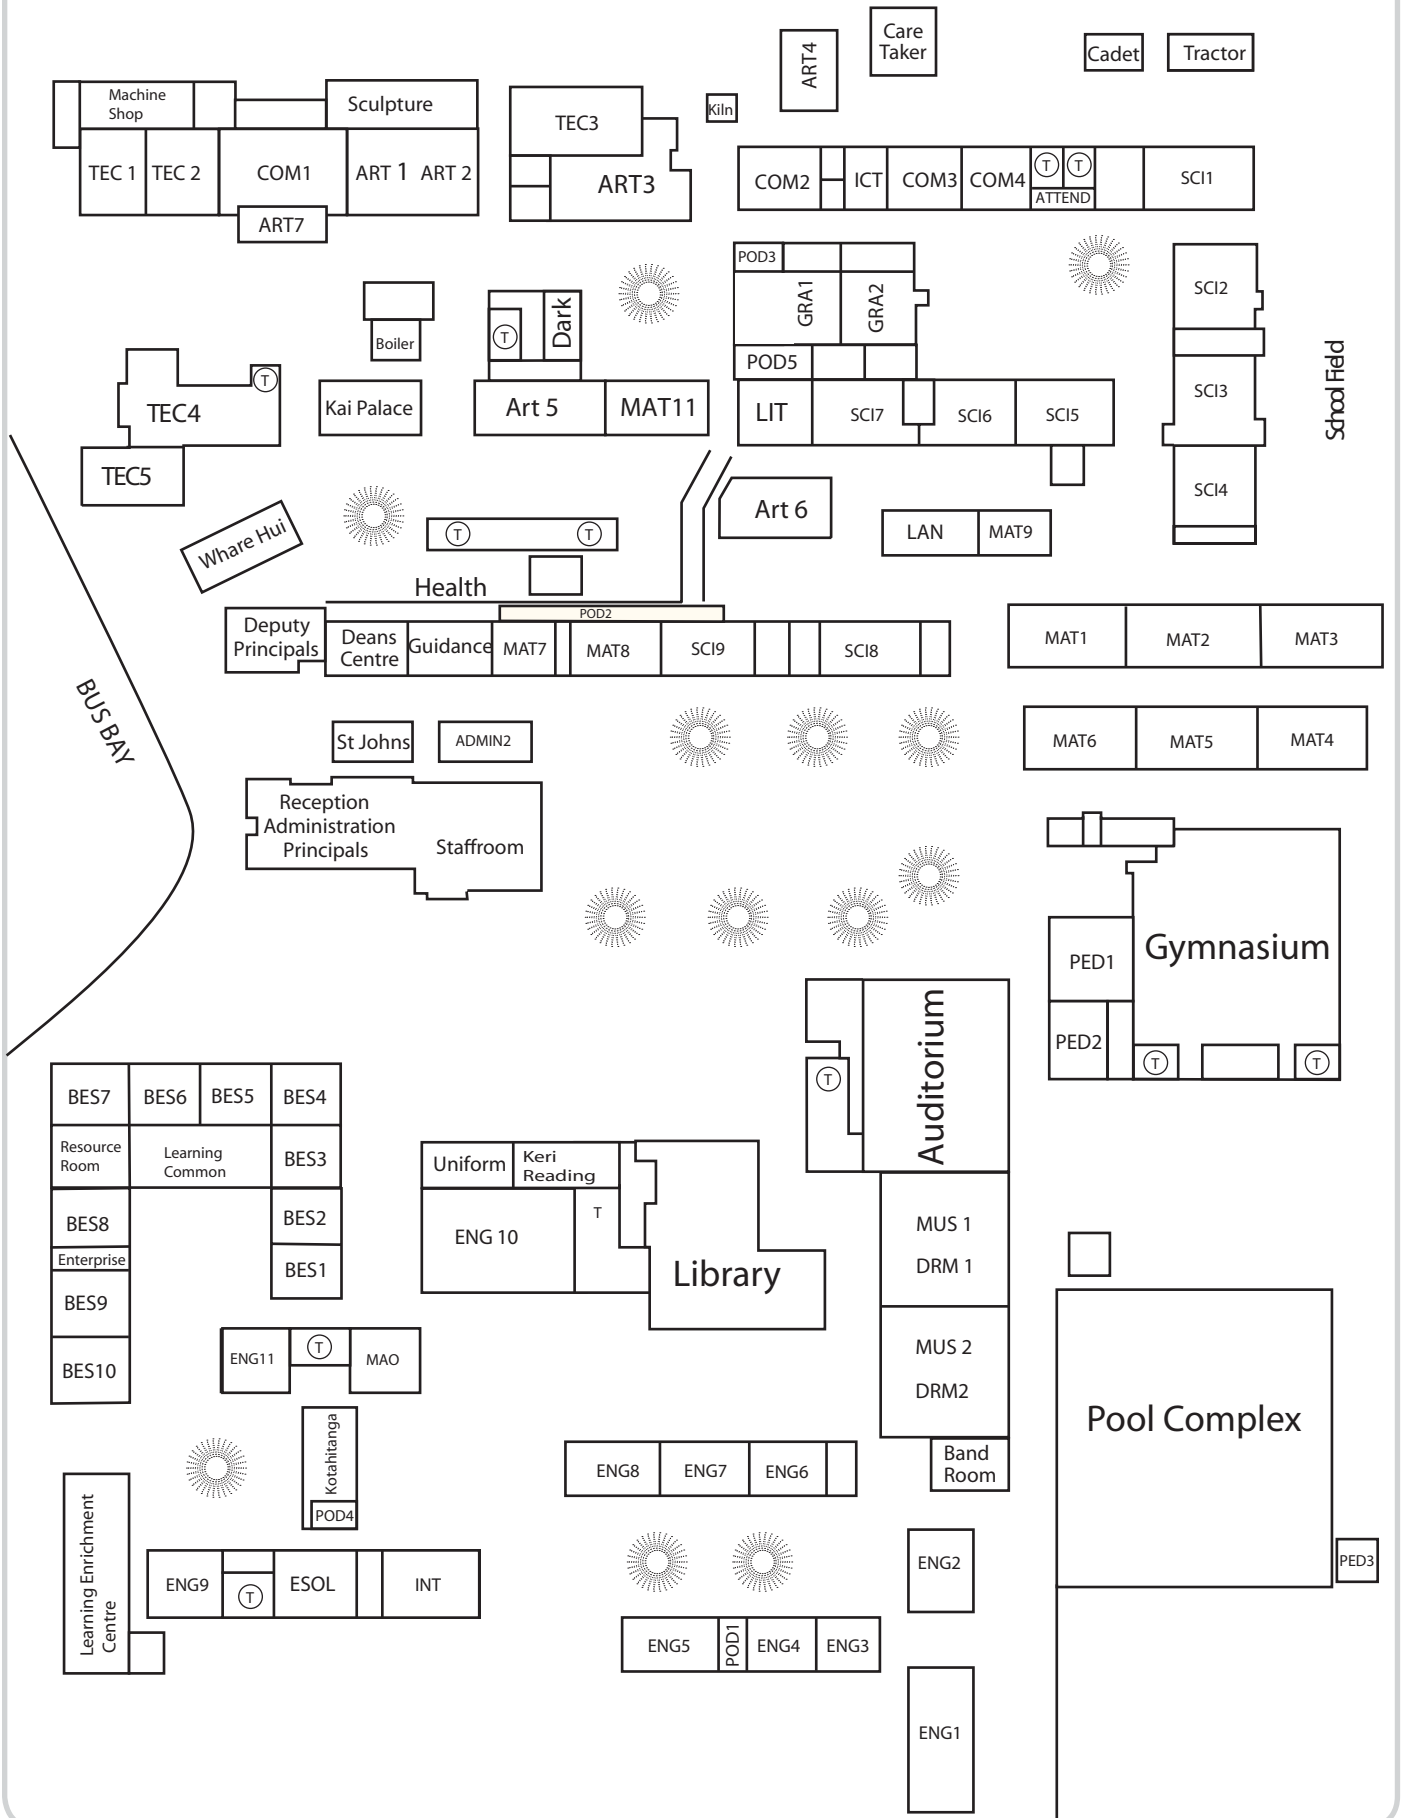 Care
Taker
ART4
Cadet
Tractor
Machine
Shop
Sculpture
Kiln
TEC3
TEC 1
TEC 2
COM1
ART 1
ART 2
ART3
ART7
COM2
ICT
COM3
COM4
T
T
ATTEND
SCI1
POD3
GRA1
GRA2
SCI2
Boiler
T
Dark
POD5
SCI3
School Field
T
TEC4
Kai Palace
Art 5
MAT11
LIT
SCI7
SCI6
SCI5
TEC5
SCI4
Whare Hui
T
T
Art 6
LAN
MAT9
Health
POD2
Deputy
Principals
Deans
Centre
Guidance
MAT7
MAT8
SCI9
SCI8
MAT1
MAT2
MAT3
BUS BAY
St Johns
ADMIN2
MAT6
MAT5
MAT4
Reception
Administration
Principals
Staffroom
Gymnasium
PED1
PED2
T
T
Auditorium
T
BES7
BES6
BES5
BES4
Resource
Room
Learning
Common
BES3
BES8
BES2
Enterprise
BES1
BES9
BES10
Uniform
Keri
Reading
ENG 10
T
Library
MUS 1
DRM 1
MUS 2
DRM2
Band
Room
Pool Complex
ENG11
T
MAO
Kotahitanga
POD4
ENG8
ENG7
ENG6
Learning Enrichment
Centre
ENG9
T
ESOL
INT
ENG2
PED3
ENG5
POD1
ENG4
ENG3
ENG1